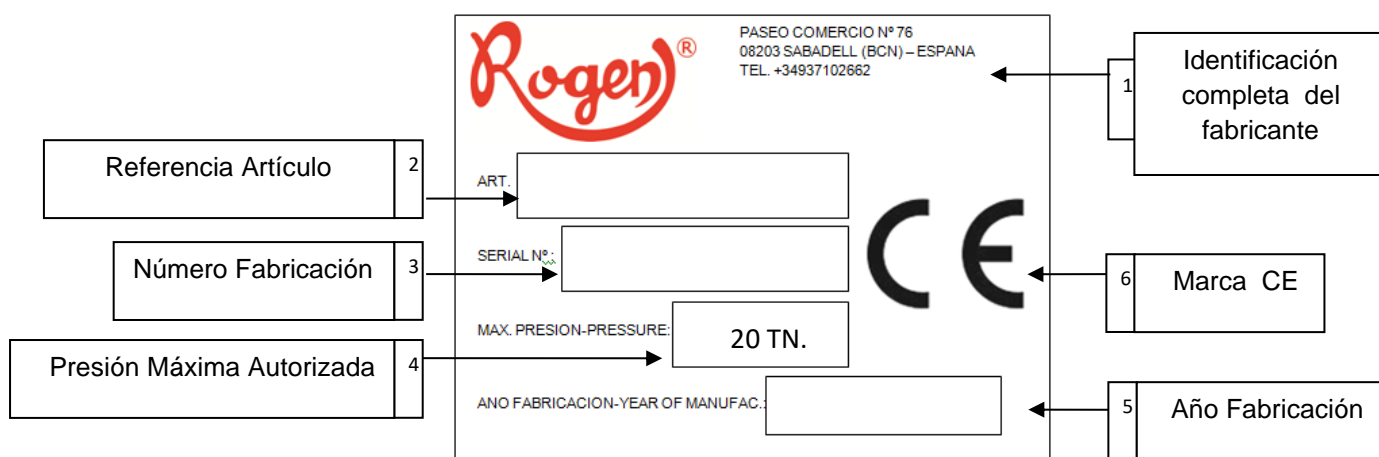 Rogen®
PASEO COMERCIO Nº 76
08203 SABADELL (BCN) – ESPANA
TEL. +34937102662
1
Identificación
completa del
fabricante
Referencia Artículo
2
ART.
Número Fabricación
3
SERIAL Nº.:
CE
6
Marca CE
Presión Máxima Autorizada
4
MAX. PRESION-PRESSURE:
20 TN.
ANO FABRICACION-YEAR OF MANUFAC.:
5
Año Fabricación